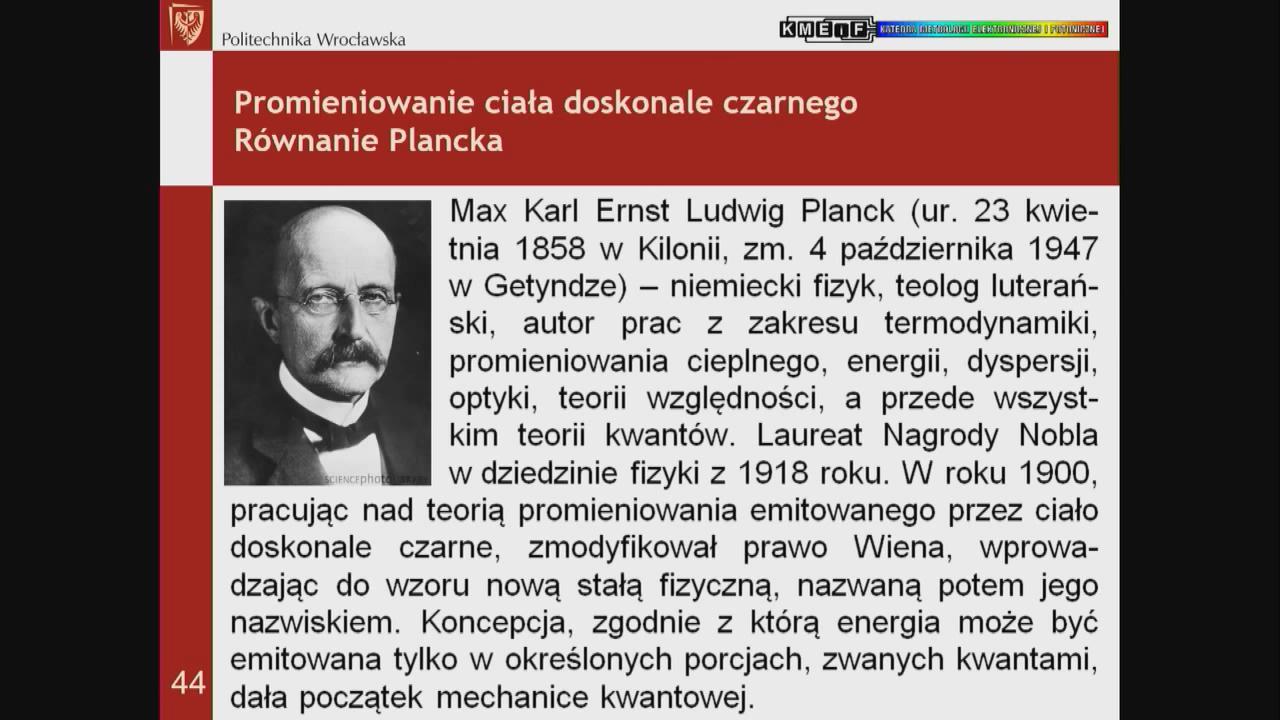 Politechnika Wrocławska
KMEiF KATEDRA METROLOGII ELEKTRONICZNEJ I FOTONICZNEJ
Promieniowanie ciała doskonale czarnego
Równanie Plancka
Max Karl Ernst Ludwig Planck (ur. 23 kwie-
tnia 1858 w Kilonii, zm. 4 października 1947
w Getyndze) – niemiecki fizyk, teolog luterań-
ski, autor prac z zakresu termodynamiki,
promieniowania cieplnego, energii, dyspersji,
optyki, teorii względności, a przede wszyst-
kim teorii kwantów. Laureat Nagrody Nobla
w dziedzinie fizyki z 1918 roku. W roku 1900,
pracując nad teorią promieniowania emitowanego przez ciało
doskonale czarne, zmodyfikował prawo Wiena, wprowa-
dzając do wzoru nową stałą fizyczną, nazwaną potem jego
nazwiskiem. Koncepcja, zgodnie z którą energia może być
emitowana tylko w określonych porcjach, zwanych kwantami,
dała początek mechanice kwantowej.
44